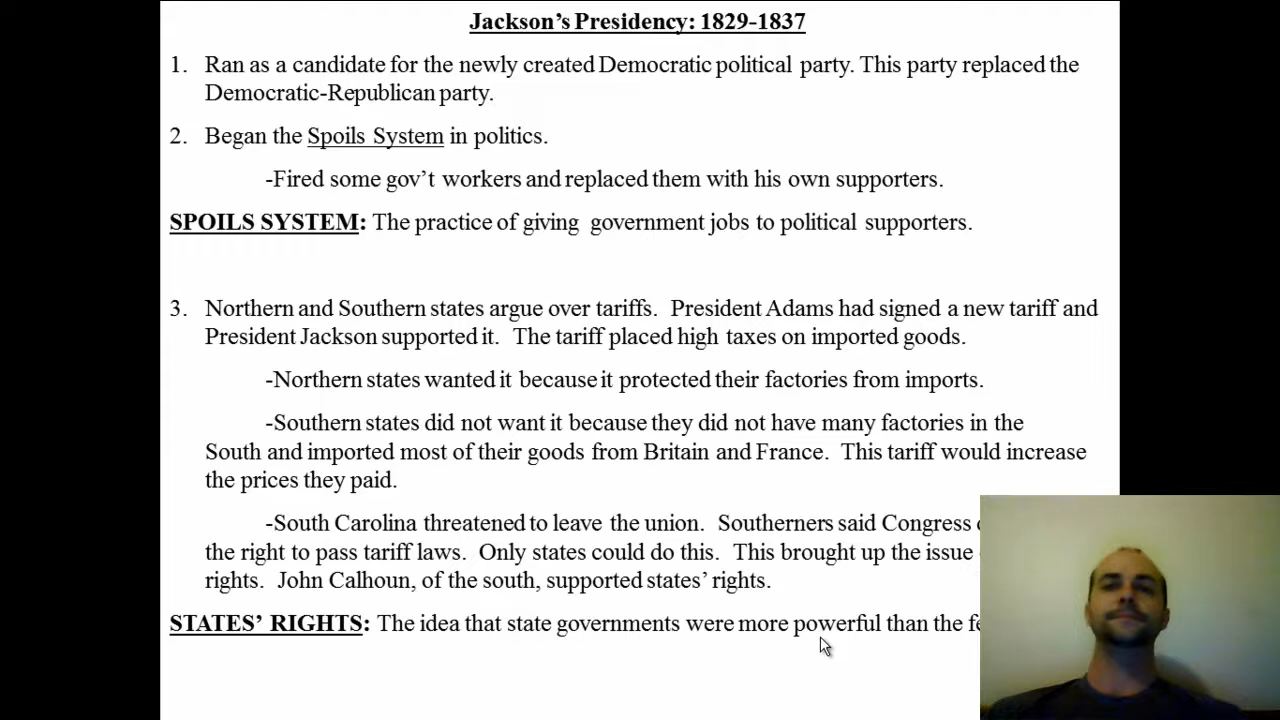 Jackson's Presidency: 1829-1837
1. Ran as a candidate for the newly created Democratic political party. This party replaced the
Democratic-Republican party.
2. Began the Spoils System in politics.
-Fired some gov't workers and replaced them with his own supporters.
SPOILS SYSTEM: The practice of giving government jobs to political supporters.
3. Northern and Southern states argue over tariffs. President Adams had signed a new tariff and
President Jackson supported it. The tariff placed high taxes on imported goods.
-Northern states wanted it because it protected their factories from imports.
-Southern states did not want it because they did not have many factories in the
South and imported most of their goods from Britain and France. This tariff would increase
the prices they paid.
-South Carolina threatened to leave the union. Southerners said Congress
the right to pass tariff laws. Only states could do this. This brought up the issue
rights. John Calhoun, of the south, supported states' rights.
STATES' RIGHTS: The idea that state governments were more powerful than the